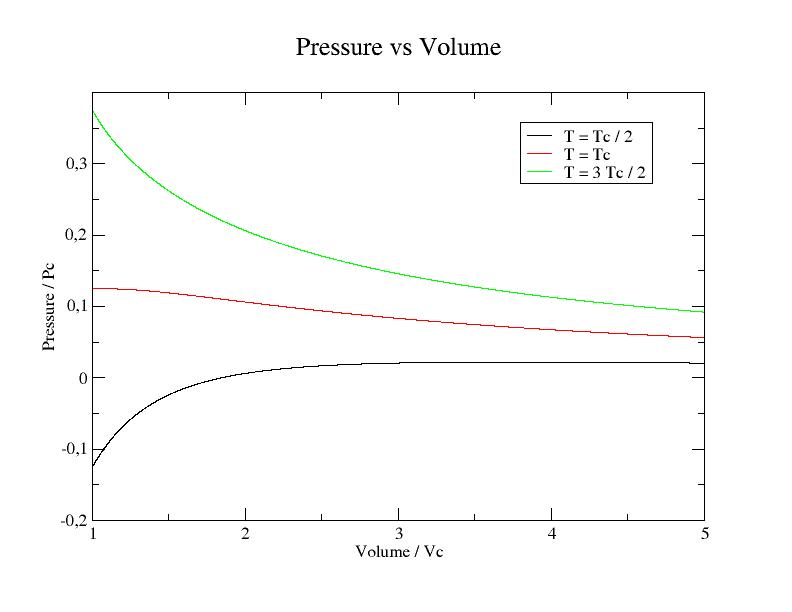 Pressure vs Volume
T = Tc / 2
T = Tc
T = 3 Tc / 2
0,3
0,2
0,1
0
-0,1
-0,2
Pressure / Pc
1 2 3 4 5
Volume / Vc